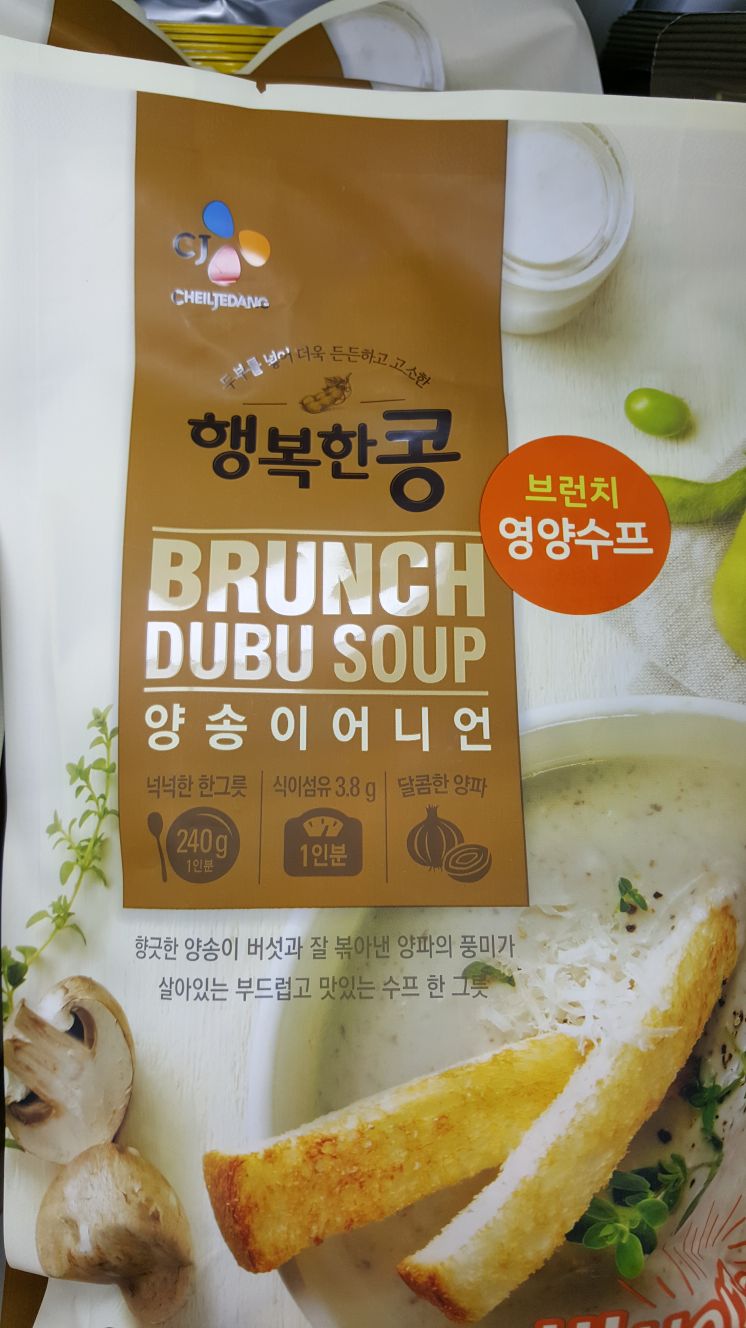 CJ
CHEILJEDANG
두부를 넣어 더욱 든든하고 고소한
행복한콩
브런치
영양수프
BRUNCH
DUBU SOUP
양송이어니언
넉넉한 한그릇
240g
1인분
식이섬유 3.8 g
1인분
달콤한 양파
향긋한 양송이 버섯과 잘 볶아낸 양파의 풍미가
살아있는 부드럽고 맛있는 수프 한 그릇